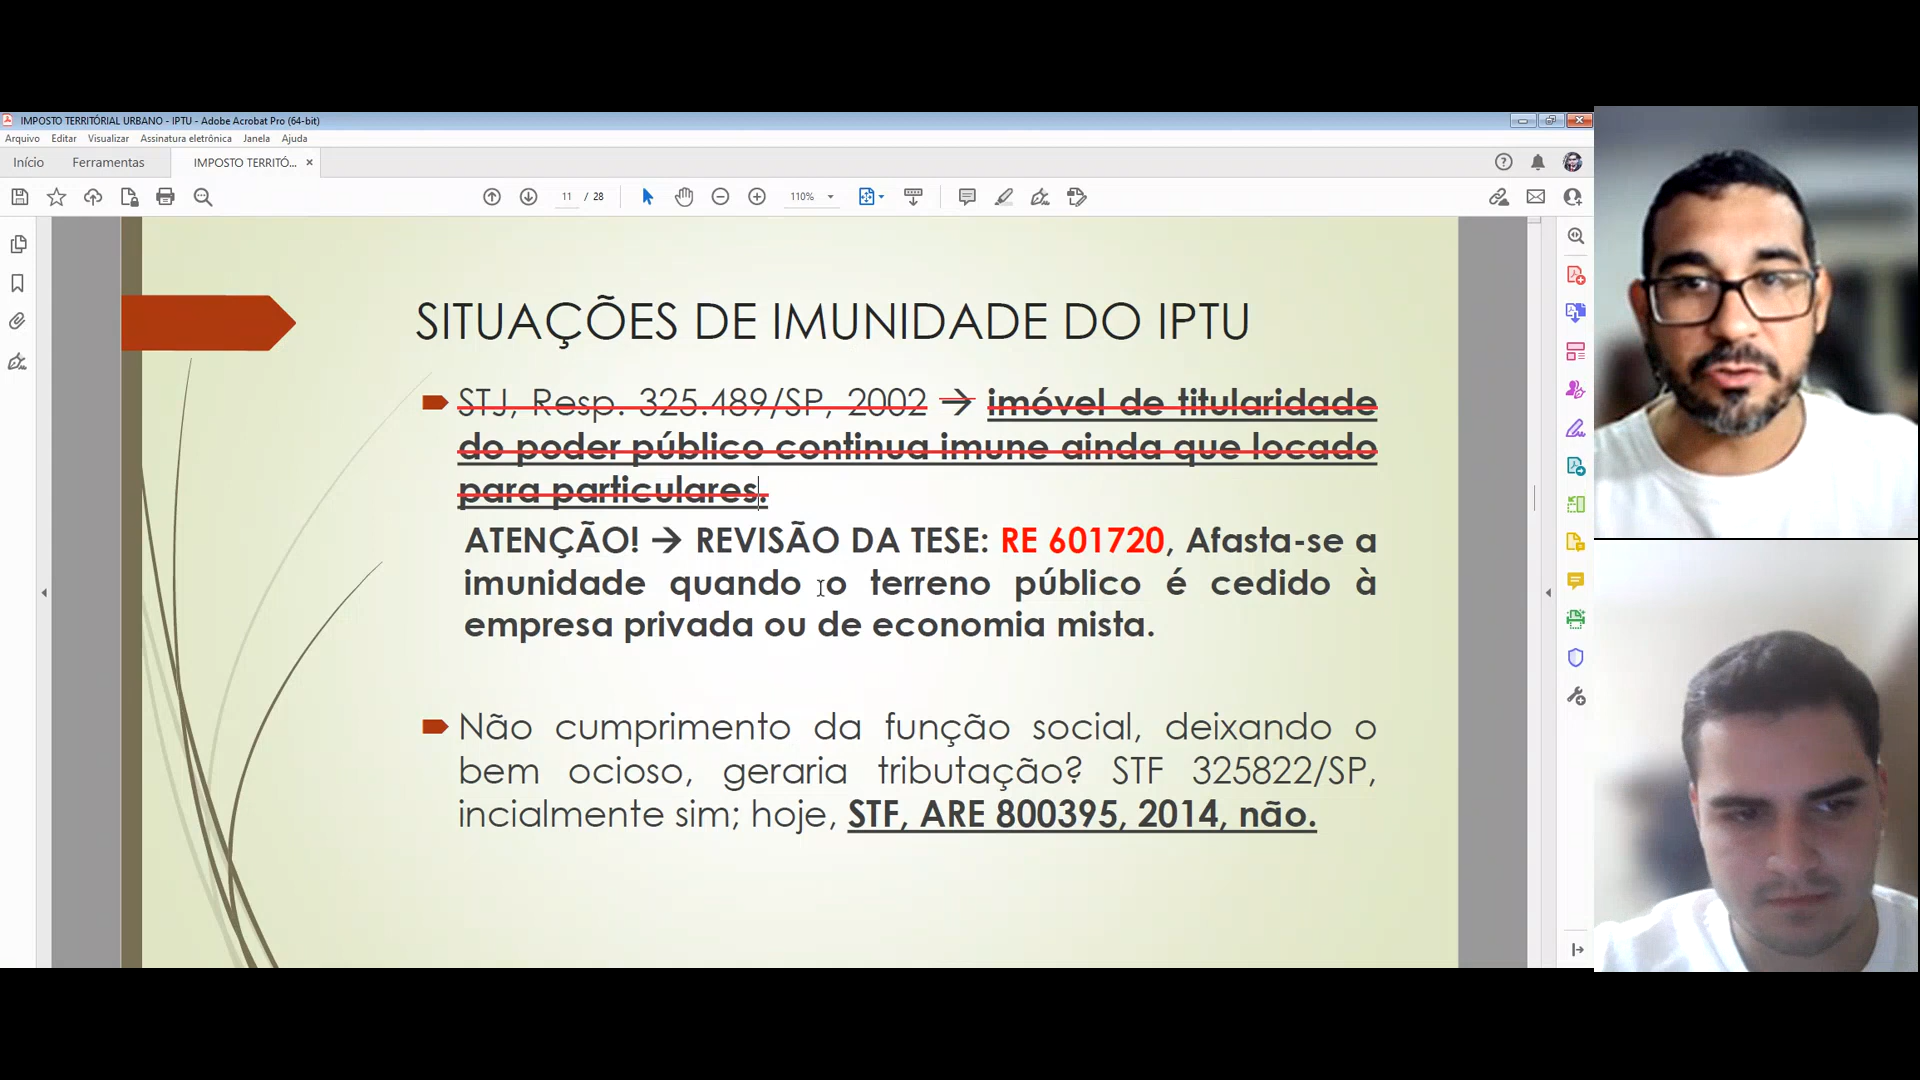 IMPOSTO TERRITÓRIAL URBANO - IPTU - Adobe Acrobat Pro (64-bit)
Arquivo Editar Visualizar Assinatura eletrônica Janela Ajuda
Início Ferramentas IMPOSTO TERRITÓ... ×
11 / 28 110%
SITUAÇÕES DE IMUNIDADE DO IPTU
STJ, Resp. 325.489/SP, 2002 → imóvel de titularidade
do poder público continua imune ainda que locado
para particulares.
ATENÇÃO! → REVISÃO DA TESE: RE 601720, Afasta-se a
imunidade quando o terreno público é cedido à
empresa privada ou de economia mista.
Não cumprimento da função social, deixando o
bem ocioso, geraria tributação? STF 325822/SP,
incialmente sim; hoje, STF, ARE 800395, 2014, não.